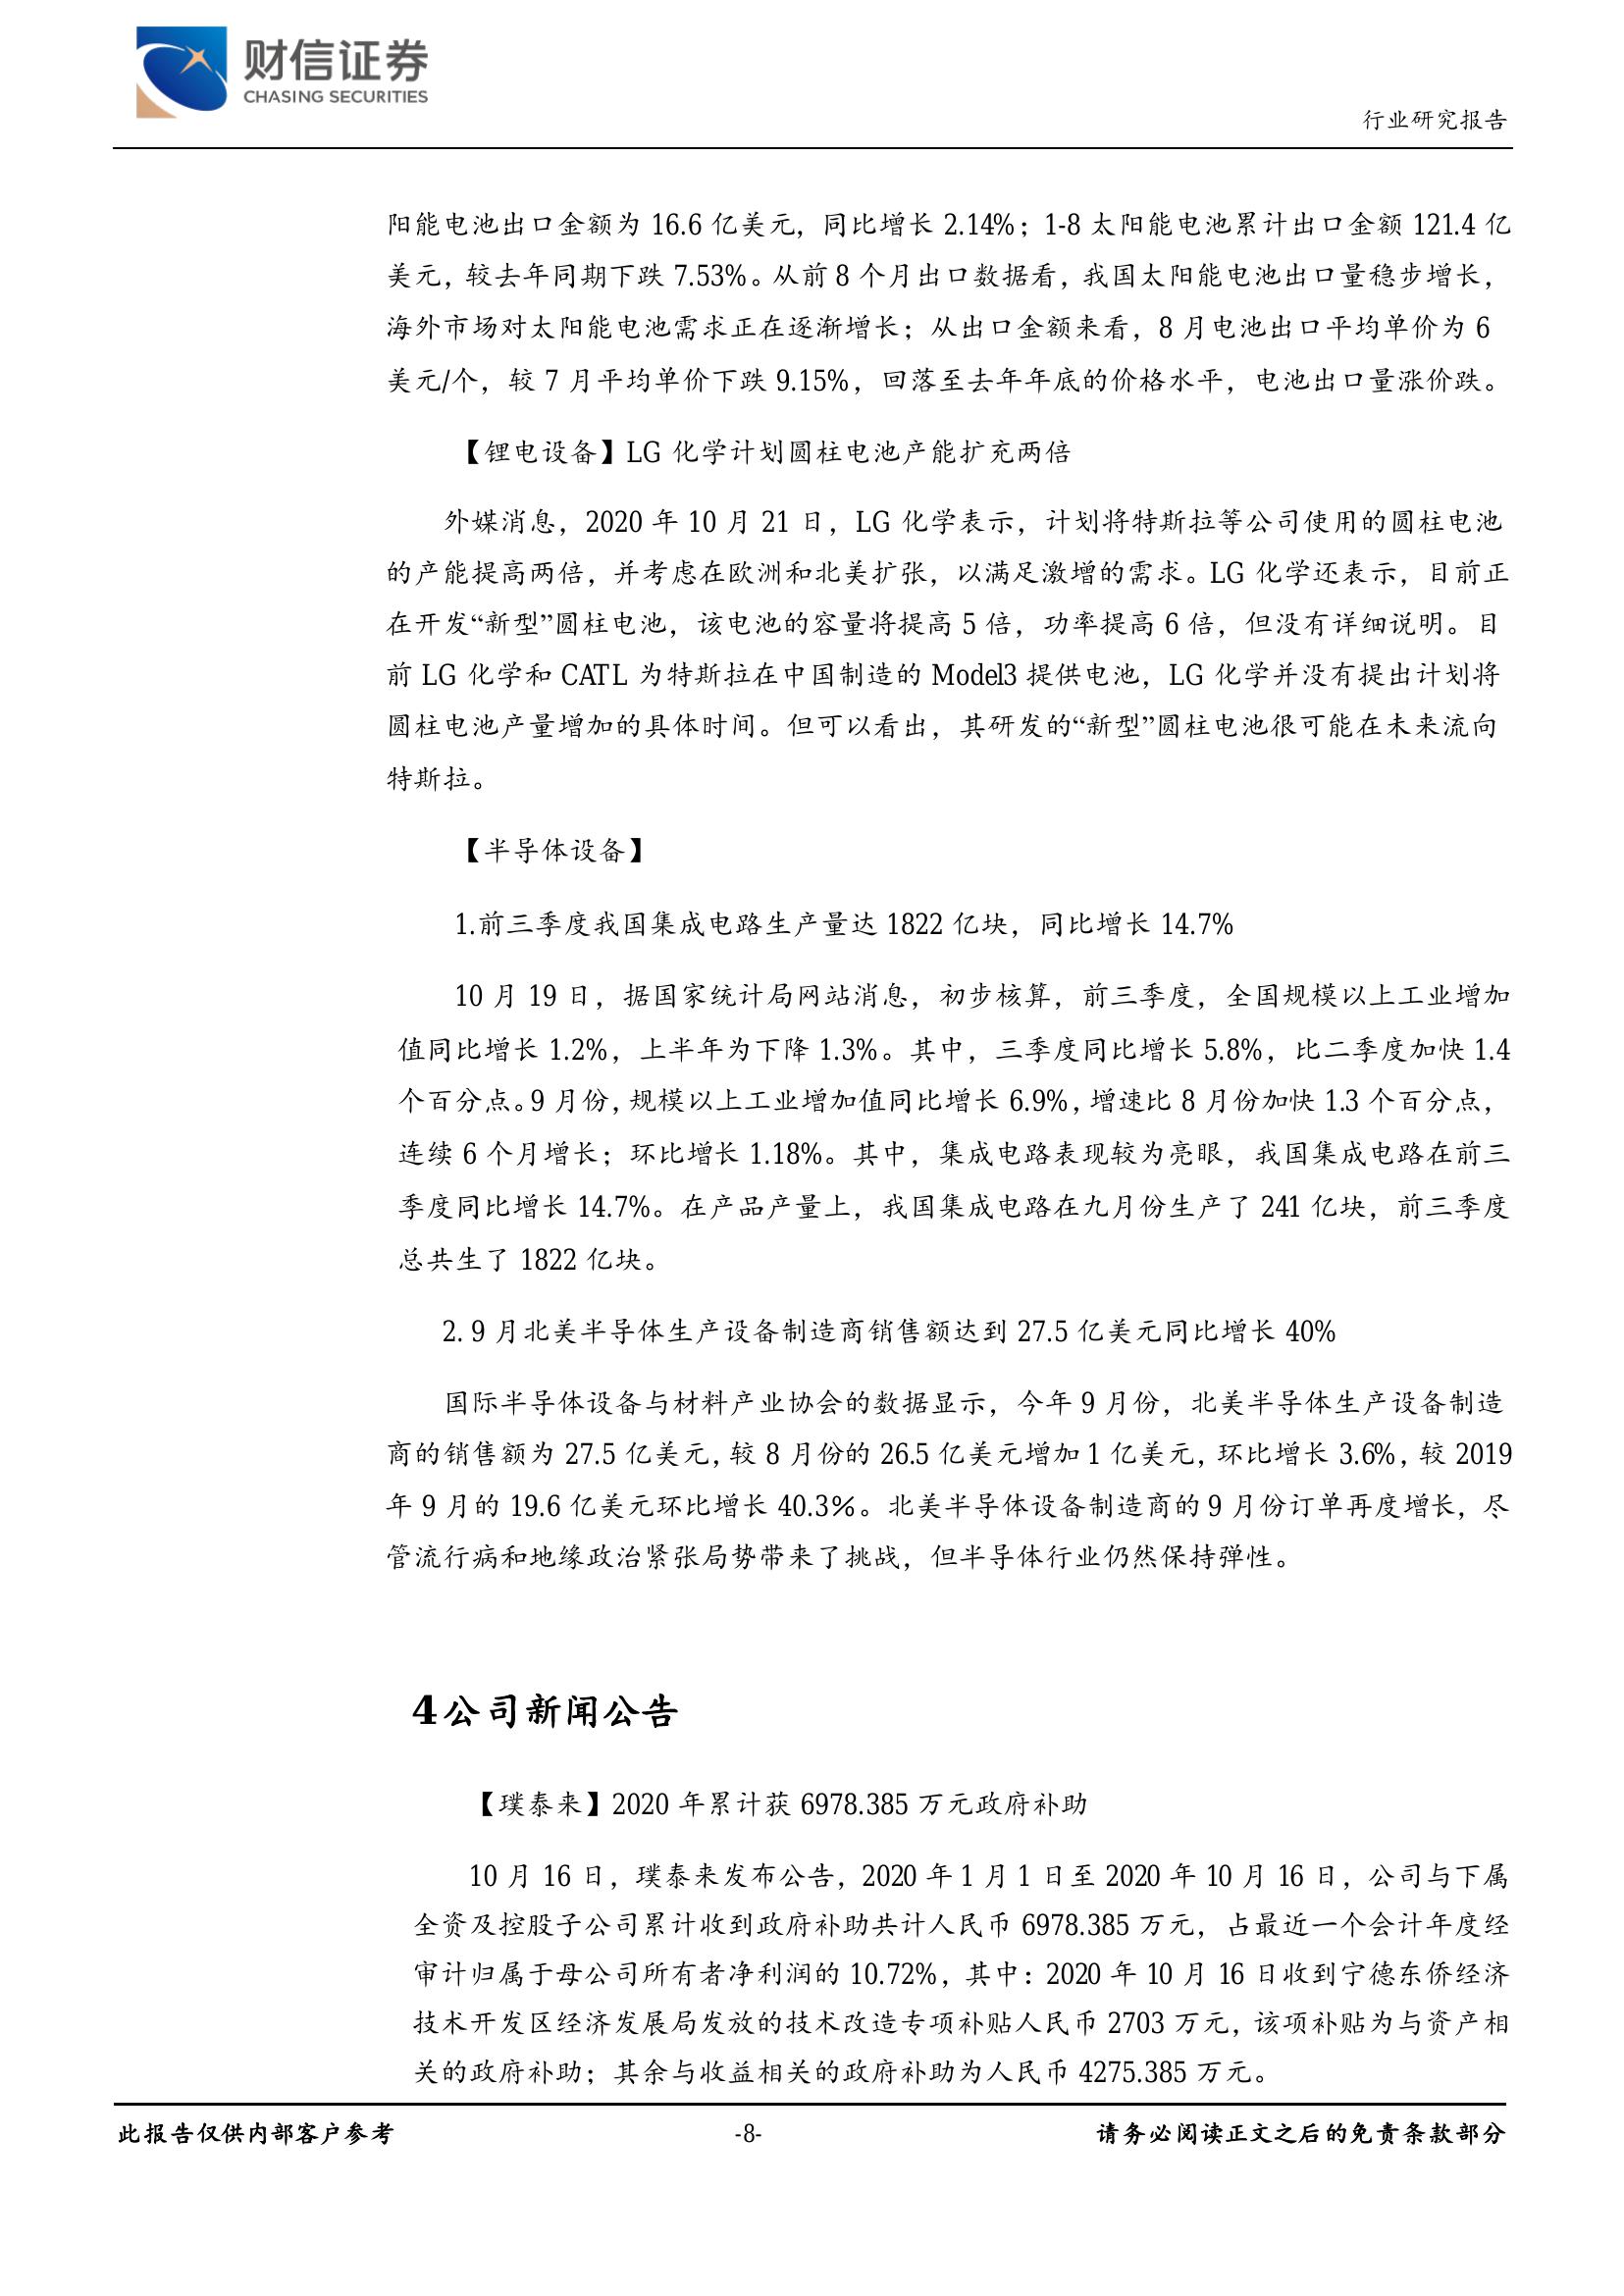 财信证券
CHASING SECURITIES
行业研究报告
阳能电池出口金额为 16.6 亿美元，同比增长 2.14%；1-8 太阳能电池累计出口金额 121.4 亿
美元，较去年同期下跌 7.53%。从前 8 个月出口数据看，我国太阳能电池出口量稳步增长，
海外市场对太阳能电池需求正在逐渐增长；从出口金额来看，8 月电池出口平均单价为 6
美元/个，较 7 月平均单价下跌 9.15%，回落至去年年底的价格水平，电池出口量涨价跌。
【锂电设备】LG 化学计划圆柱电池产能扩充两倍
外媒消息，2020 年 10 月 21 日，LG 化学表示，计划将特斯拉等公司使用的圆柱电池
的产能提高两倍，并考虑在欧洲和北美扩张，以满足激增的需求。LG 化学还表示，目前正
在开发“新型”圆柱电池，该电池的容量将提高 5 倍，功率提高 6 倍，但没有详细说明。目
前 LG 化学和 CATL 为特斯拉在中国制造的 Model3 提供电池，LG 化学并没有提出计划将
圆柱电池产量增加的具体时间。但可以看出，其研发的“新型”圆柱电池很可能在未来流向
特斯拉。
【半导体设备】
1.前三季度我国集成电路生产量达 1822 亿块，同比增长 14.7%
10 月 19 日，据国家统计局网站消息，初步核算，前三季度，全国规模以上工业增加
值同比增长 1.2%，上半年为下降 1.3%。其中，三季度同比增长 5.8%，比二季度加快 1.4
个百分点。9 月份，规模以上工业增加值同比增长 6.9%，增速比 8 月份加快 1.3 个百分点，
连续 6 个月增长；环比增长 1.18%。其中，集成电路表现较为亮眼，我国集成电路在前三
季度同比增长 14.7%。在产品产量上，我国集成电路在九月份生产了 241 亿块，前三季度
总共生了 1822 亿块。
2. 9 月北美半导体生产设备制造商销售额达到 27.5 亿美元同比增长 40%
国际半导体设备与材料产业协会的数据显示，今年 9 月份，北美半导体生产设备制造
商的销售额为 27.5 亿美元，较 8 月份的 26.5 亿美元增加 1 亿美元，环比增长 3.6%，较 2019
年 9 月的 19.6 亿美元环比增长 40.3%。北美半导体设备制造商的 9 月份订单再度增长，尽
管流行病和地缘政治紧张局势带来了挑战，但半导体行业仍然保持弹性。
4公司新闻公告
【璞泰来】2020 年累计获 6978.385 万元政府补助
10 月 16 日，璞泰来发布公告，2020 年 1 月 1 日至 2020 年 10 月 16 日，公司与下属
全资及控股子公司累计收到政府补助共计人民币 6978.385 万元，占最近一个会计年度经
审计归属于母公司所有者净利润的 10.72%，其中：2020 年 10 月 16 日收到宁德东侨经济
技术开发区经济发展局发放的技术改造专项补贴人民币 2703 万元，该项补贴为与资产相
关的政府补助；其余与收益相关的政府补助为人民币 4275.385 万元。
此报告仅供内部客户参考
-8-
请务必阅读正文之后的免责条款部分